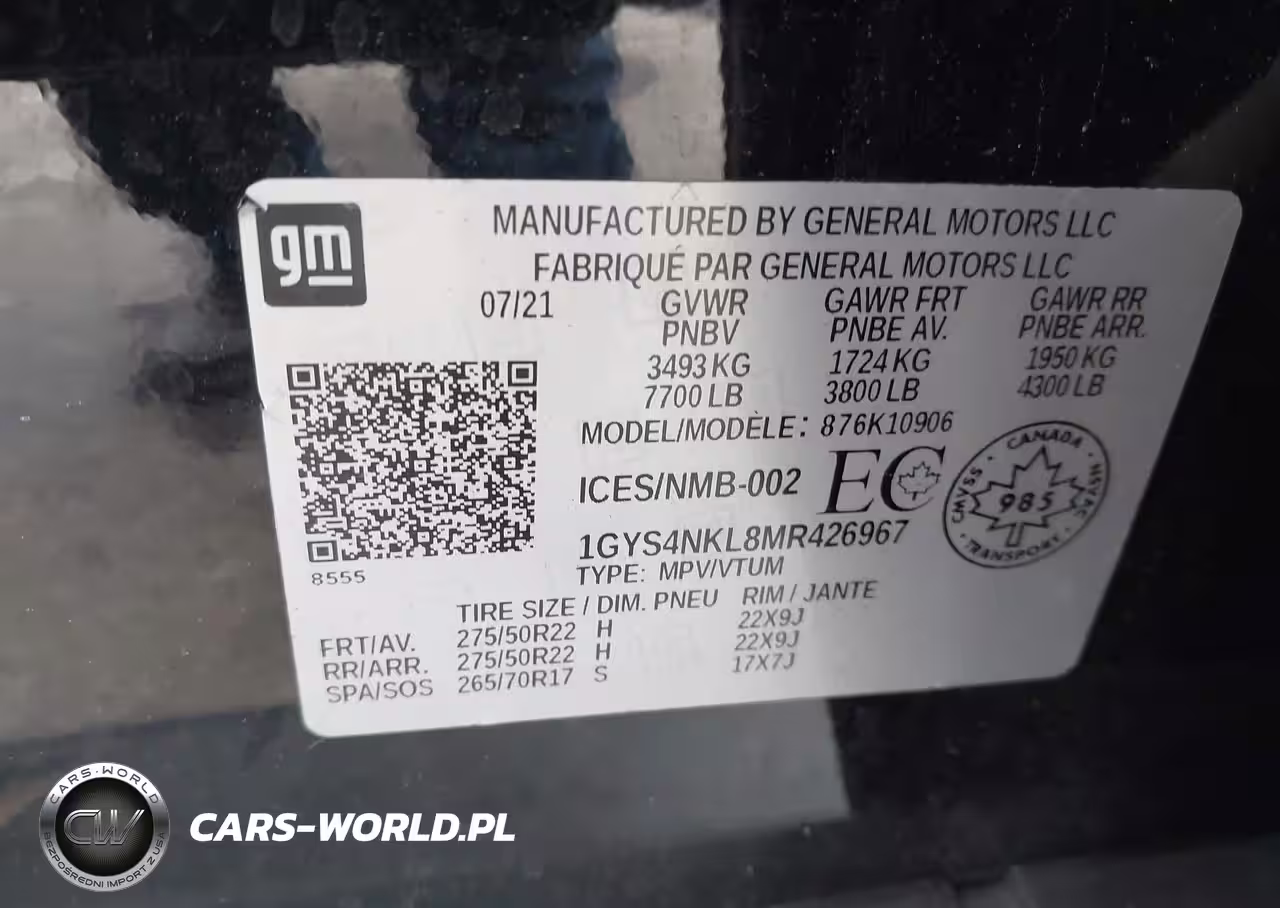 gm
MANUFACTURED BY GENERAL MOTORS LLC
FABRIQUÉ PAR GENERAL MOTORS LLC
07/21 GVWR GAWR FRT GAWR RR
PNBV PNBE AV. PNBE ARR.
3493 KG 1724 KG 1950 KG
7700 LB 3800 LB 4300 LB
MODEL/MODÈLE: 876K10906
ICES/NMB-002 EC
CANADA
CMVSS 985 NSVAC
TRANSPORT
1GYS4NKL8MR426967
8555
TYPE: MPV/VTUM
TIRE SIZE / DIM. PNEU RIM / JANTE
FRT/AV. 275/50R22 H 22X9J
RR/ARR. 275/50R22 H 22X9J
SPA/SOS 265/70R17 S 17X7J
CARS-WORLD
CW
BEZPOŚREDNI IMPORT Z USA
CARS-WORLD.PL